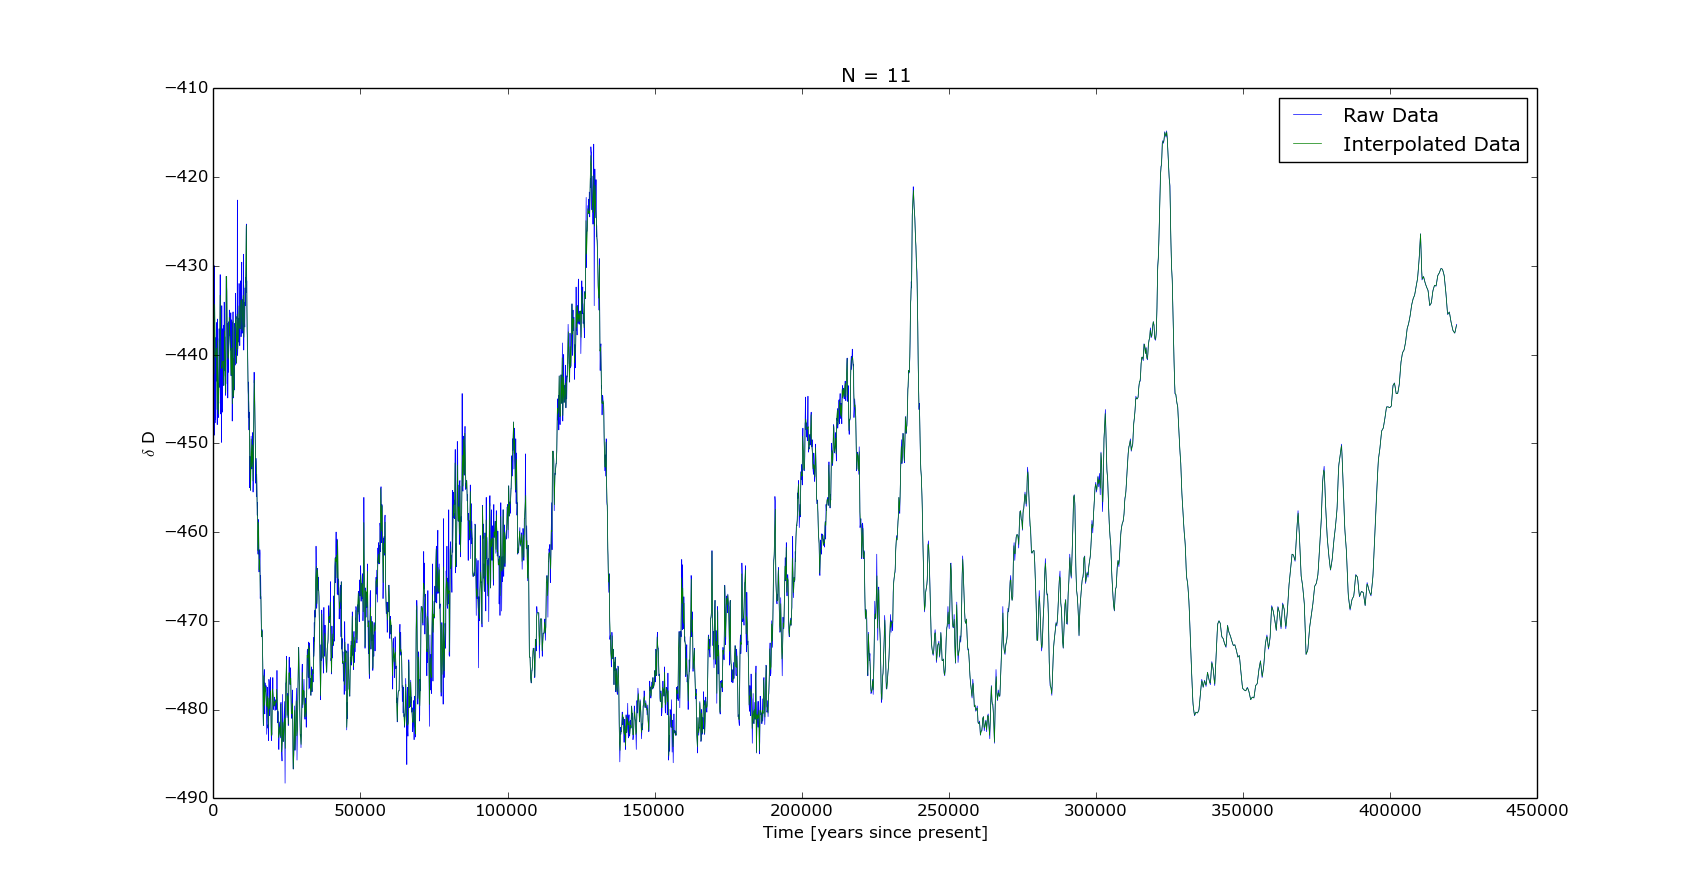 N = 11
Raw Data
Interpolated Data
−410
−420
−430
−440
−450
−460
−470
−480
−490
δ D
0 50000 100000 150000 200000 250000 300000 350000 400000 450000
Time [years since present]